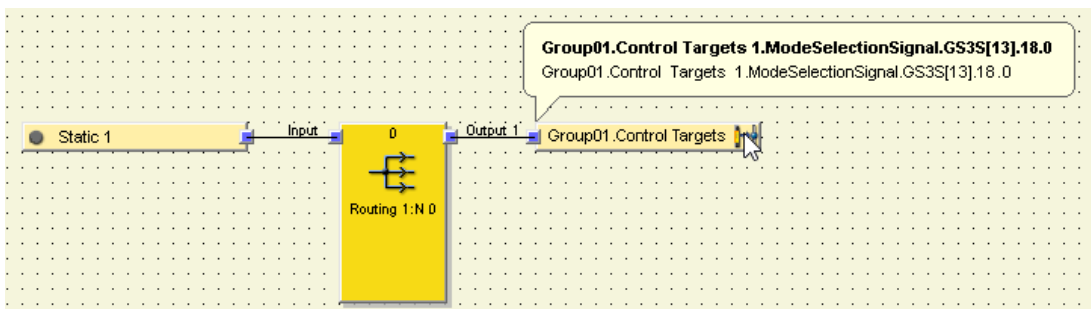 Group01.Control Targets 1.ModeSelectionSignal.GS3S[13].18.0
Group01.Control Targets 1.ModeSelectionSignal.GS3S[13].18.0
Static 1
Input
0
Output 1
Group01.Control Targets
Routing 1:N 0